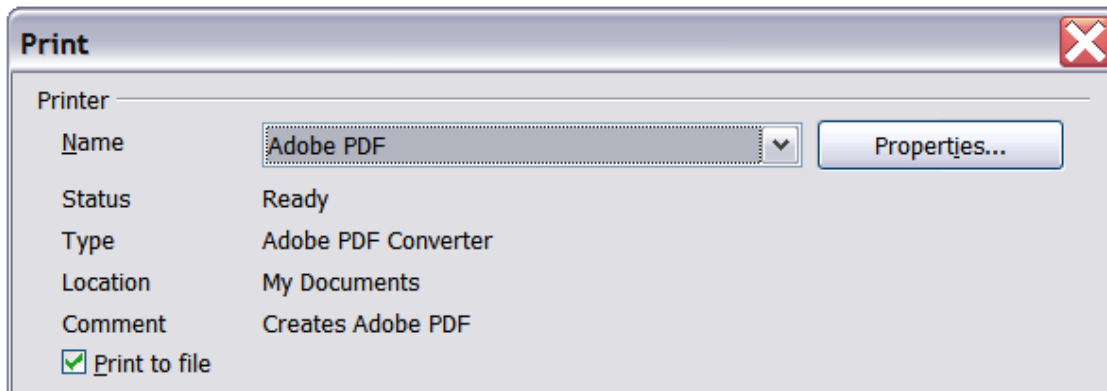 Print
Printer
Name Adobe PDF Properties...
Status Ready
Type Adobe PDF Converter
Location My Documents
Comment Creates Adobe PDF
Print to file